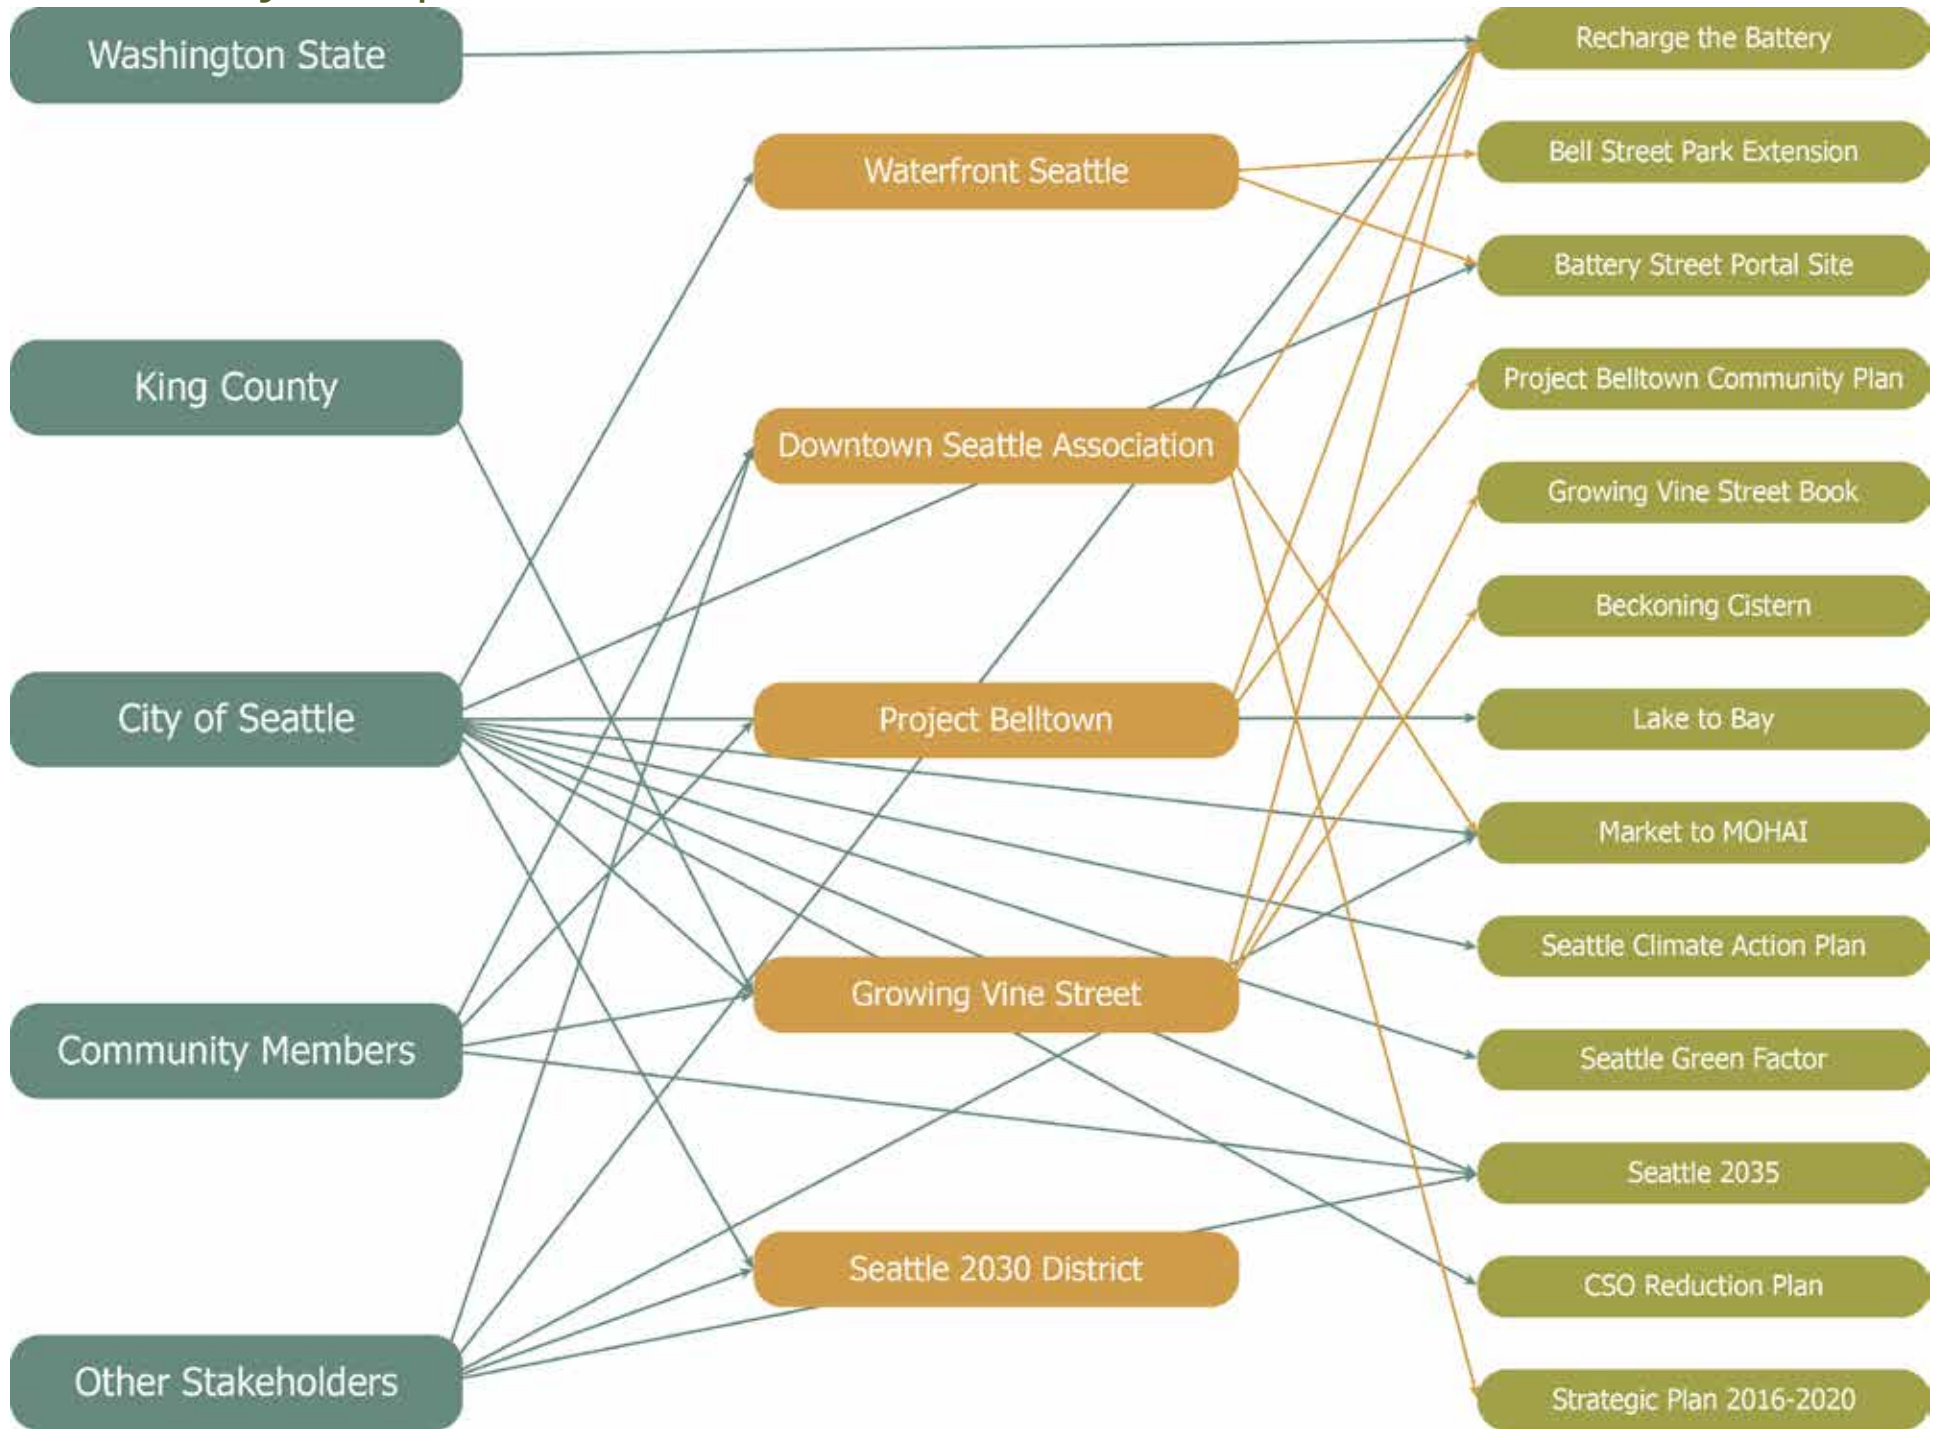 Washington State
King County
City of Seattle
Community Members
Other Stakeholders
Waterfront Seattle
Downtown Seattle Association
Project Belltown
Growing Vine Street
Seattle 2030 District
Recharge the Battery
Bell Street Park Extension
Battery Street Portal Site
Project Belltown Community Plan
Growing Vine Street Book
Beckoning Cistern
Lake to Bay
Market to MOHAI
Seattle Climate Action Plan
Seattle Green Factor
Seattle 2035
CSO Reduction Plan
Strategic Plan 2016-2020